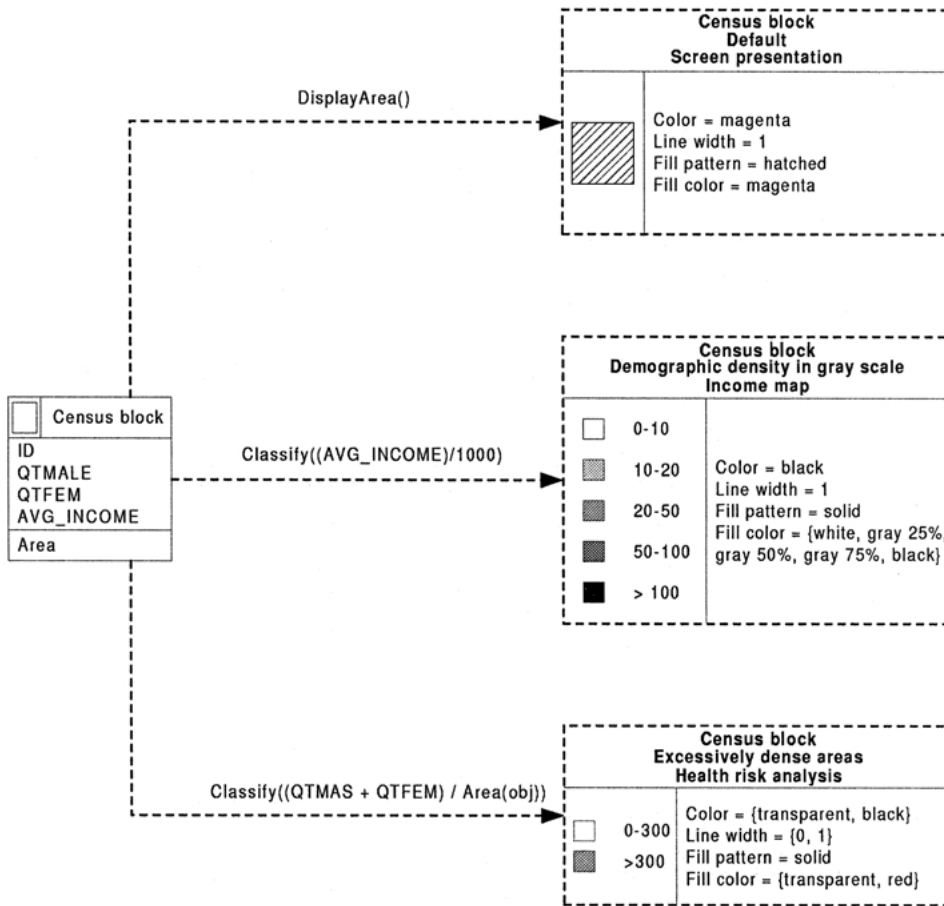 Census block
Default
Screen presentation
DisplayArea()
Color = magenta
Line width = 1
Fill pattern = hatched
Fill color = magenta
Census block
ID
QTMALE
QTFEM
AVG_INCOME
Area
Classify((AVG_INCOME)/1000)
Census block
Demographic density in gray scale
Income map
0-10
10-20
20-50
50-100
> 100
Color = black
Line width = 1
Fill pattern = solid
Fill color = {white, gray 25%,
gray 50%, gray 75%, black}
Classify((QTMAS + QTFEM) / Area(obj))
Census block
Excessively dense areas
Health risk analysis
0-300
>300
Color = {transparent, black}
Line width = {0, 1}
Fill pattern = solid
Fill color = {transparent, red}